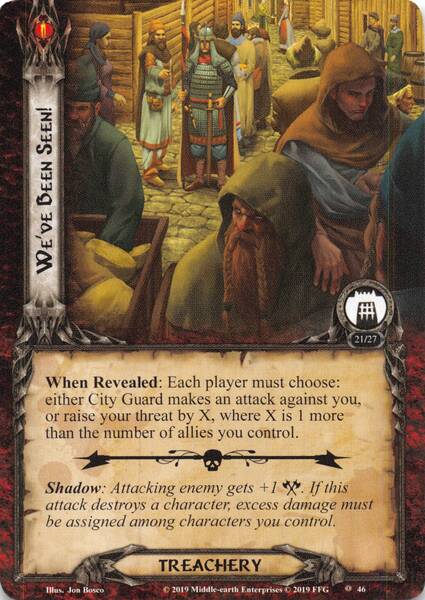 We've Been Seen!
21/27
When Revealed: Each player must choose:
either City Guard makes an attack against you,
or raise your threat by X, where X is 1 more
than the number of allies you control.
Shadow: Attacking enemy gets +1 . If this
attack destroys a character, excess damage must
be assigned among characters you control.
TREACHERY
Illus. Jon Bosco
© 2019 Middle-earth Enterprises © 2019 FFG
46